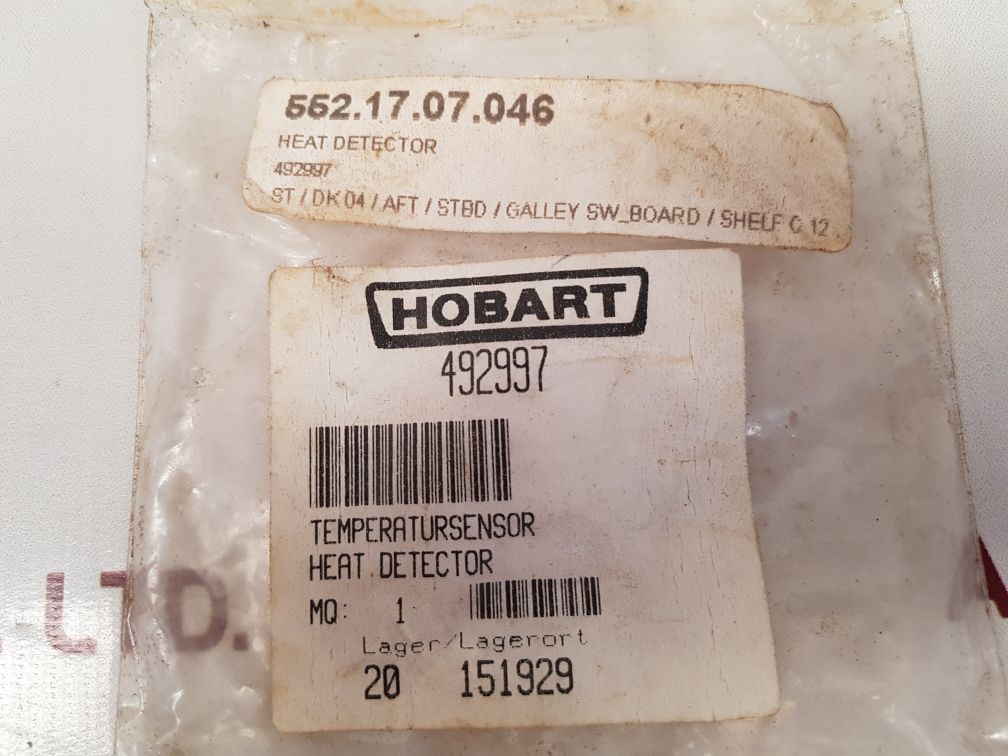 552.17.07.046
HEAT DETECTOR
492997
ST / DK 04 / AFT / STBD / GALLEY SW_BOARD / SHELF C 12
HOBART
492997
TEMPERATURSENSOR
HEAT DETECTOR
MQ: 1
Lager/Lagerort
20 151929
LTD.